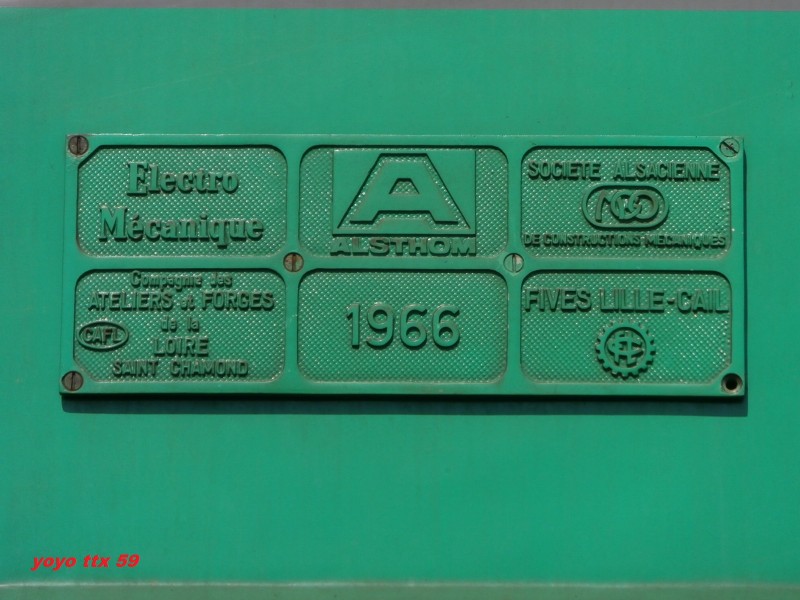 Electro
Mécanique
A
ALSTHOM
SOCIETE ALSACIENNE
DE CONSTRUCTIONS MECANIQUES
Compagnie des
ATELIERS et FORGES
de la
CAFL
LOIRE
SAINT CHAMOND
1966
FIVES LILLE-CAIL
yoyo ttx 59